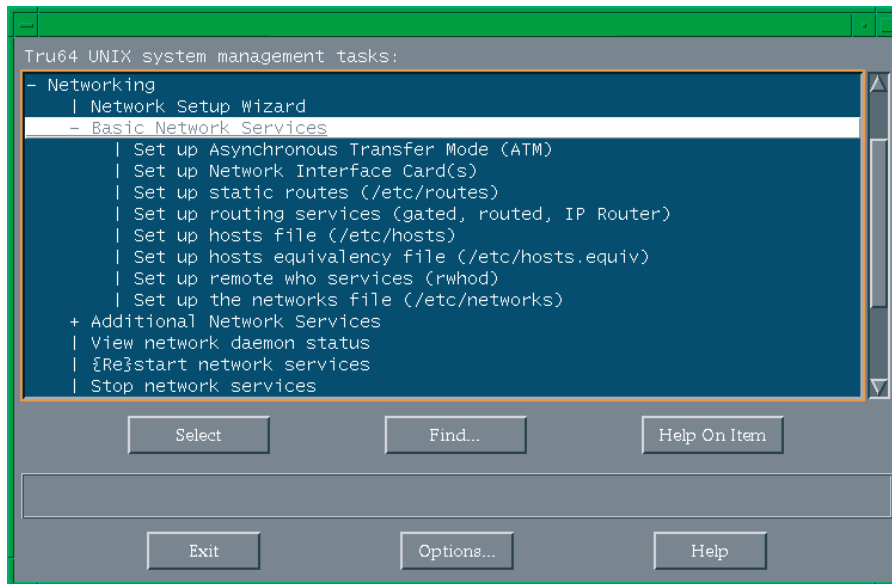 Tru64 UNIX system management tasks:
- Networking
| Network Setup Wizard
- Basic Network Services
| Set up Asynchronous Transfer Mode (ATM)
| Set up Network Interface Card(s)
| Set up static routes (/etc/routes)
| Set up routing services (gated, routed, IP Router)
| Set up hosts file (/etc/hosts)
| Set up hosts equivalency file (/etc/hosts.equiv)
| Set up remote who services (rwhod)
| Set up the networks file (/etc/networks)
+ Additional Network Services
| View network daemon status
| {Re}start network services
| Stop network services
Select Find... Help On Item
Exit Options... Help